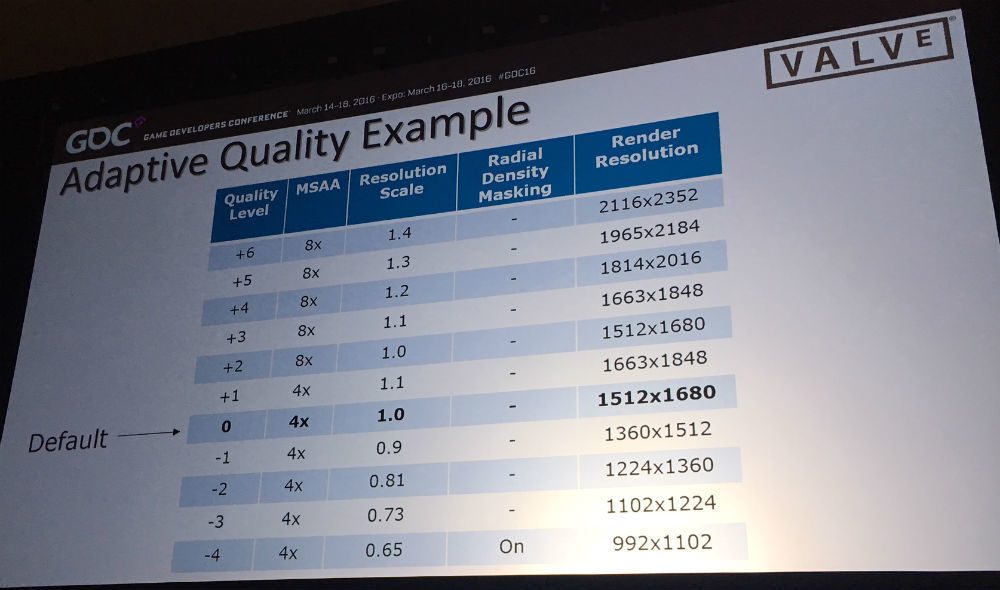 VALVE
GDC GAME DEVELOPERS CONFERENCE March 14-18, 2016 · Expo: March 16-18, 2016 #GDC16
Adaptive Quality Example
Quality Level MSAA Resolution Scale Radial Density Masking Render Resolution
+6 8x 1.4 - 2116x2352
+5 8x 1.3 - 1965x2184
+4 8x 1.2 - 1814x2016
+3 8x 1.1 - 1663x1848
+2 8x 1.0 - 1512x1680
+1 4x 1.1 - 1663x1848
Default 0 4x 1.0 - 1512x1680
-1 4x 0.9 - 1360x1512
-2 4x 0.81 - 1224x1360
-3 4x 0.73 - 1102x1224
-4 4x 0.65 On 992x1102